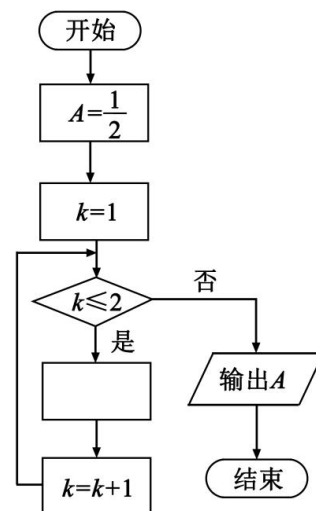 开始
A=1/2
k=1
k≤2
否
是
输出A
k=k+1
结束